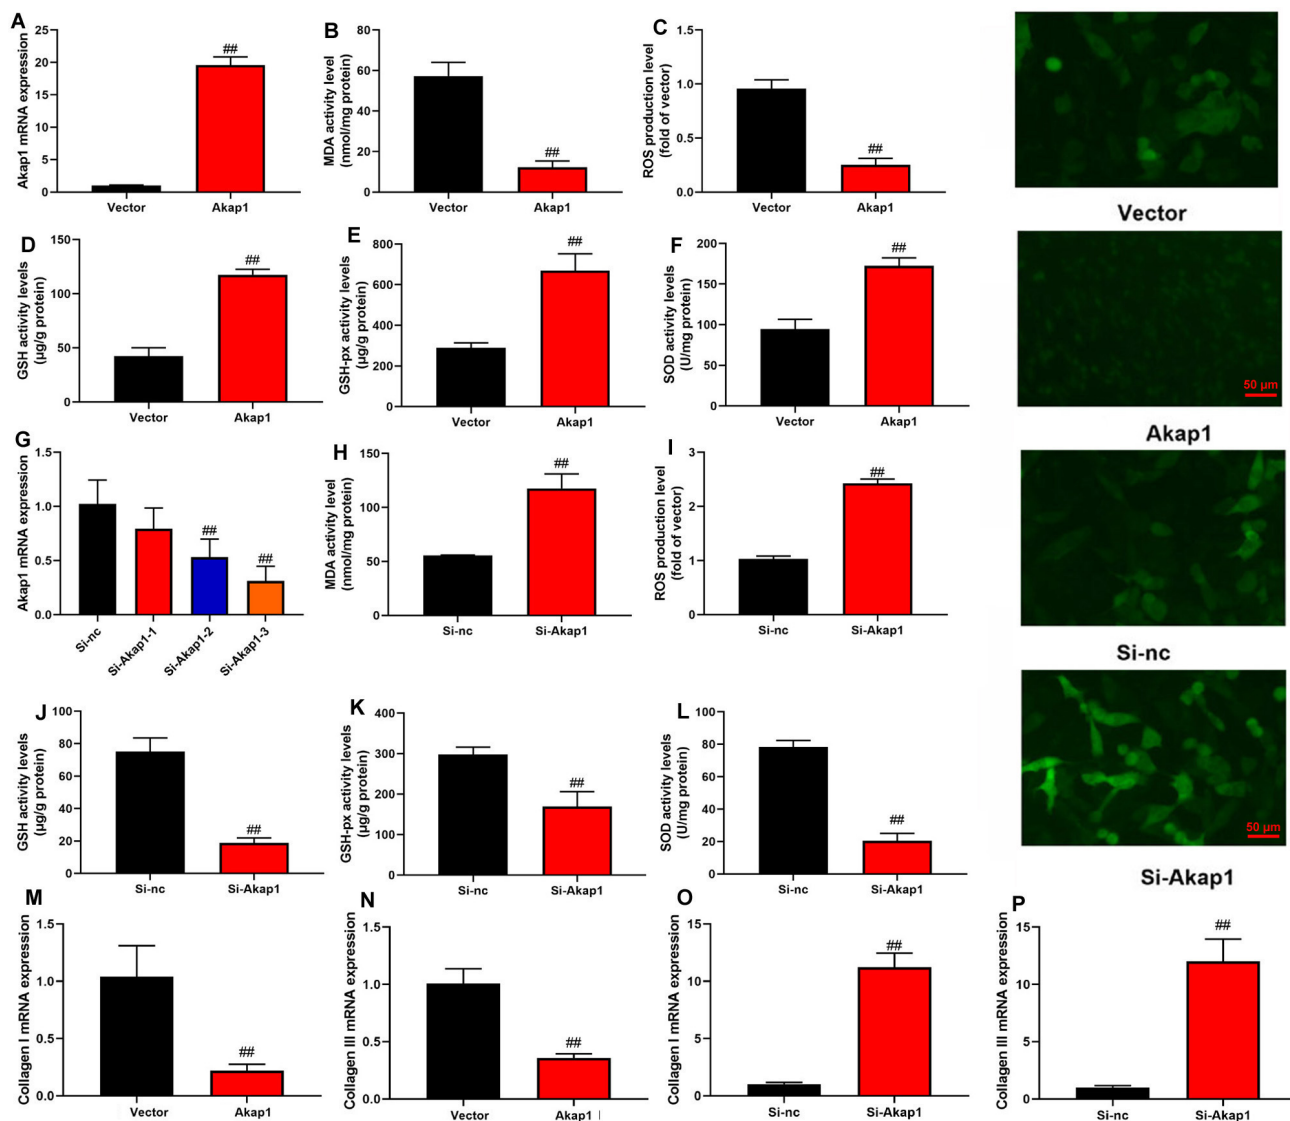 A
Akap1 mRNA expression
25
20
15
10
5
0
##
Vector
Akap1
B
MDA activity level
(nmol/mg protein)
80
60
40
20
0
##
Vector
Akap1
C
ROS production level
(fold of vector)
1.5
1.0
0.5
0.0
##
Vector
Akap1
Vector
D
GSH activity levels
(µg/g protein)
150
100
50
0
##
Vector
Akap1
E
GSH-px activity levels
(µg/g protein)
800
600
400
200
0
##
Vector
Akap1
F
SOD activity levels
(U/mg protein)
200
150
100
50
0
##
Vector
Akap1
50 µm
Akap1
G
Akap1 mRNA expression
1.5
1.0
0.5
0.0
##
##
Si-nc
Si-Akap1-1
Si-Akap1-2
Si-Akap1-3
H
MDA activity level
(nmol/mg protein)
150
100
50
0
##
Si-nc
Si-Akap1
I
ROS production level
(fold of vector)
3
2
1
0
##
Si-nc
Si-Akap1
Si-nc
J
GSH activity levels
(µg/g protein)
100
80
60
40
20
0
##
Si-nc
Si-Akap1
K
GSH-px activity levels
(µg/g protein)
400
300
200
100
0
##
Si-nc
Si-Akap1
L
SOD activity levels
(U/mg protein)
100
80
60
40
20
0
##
Si-nc
Si-Akap1
50 µm
Si-Akap1
M
Collagen I mRNA expression
1.5
1.0
0.5
0.0
##
Vector
Akap1
N
Collagen III mRNA expression
1.5
1.0
0.5
0.0
##
Vector
Akap1
O
Collagen I mRNA expression
15
10
5
0
##
Si-nc
Si-Akap1
P
Collagen III mRNA expression
15
10
5
0
##
Si-nc
Si-Akap1